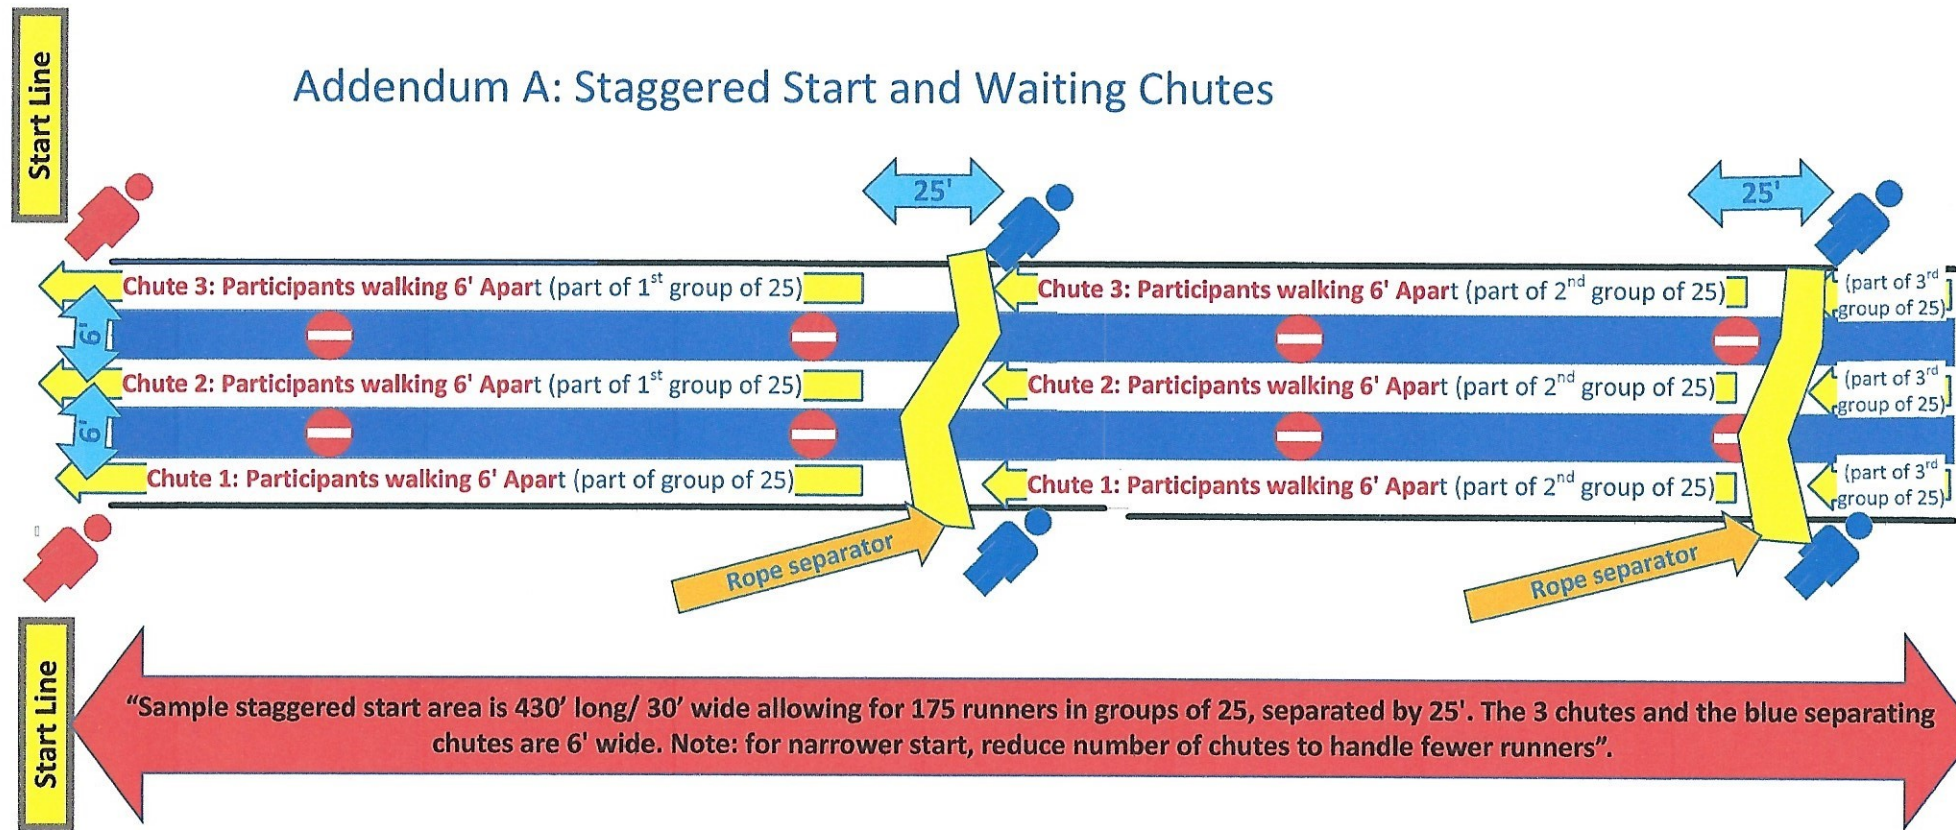 Start Line
Addendum A: Staggered Start and Waiting Chutes
25'
25'
Chute 3: Participants walking 6' Apart (part of 1st group of 25)
Chute 3: Participants walking 6' Apart (part of 2nd group of 25)
(part of 3rd
group of 25)
6'
Chute 2: Participants walking 6' Apart (part of 1st group of 25)
Chute 2: Participants walking 6' Apart (part of 2nd group of 25)
(part of 3rd
group of 25)
6'
Chute 1: Participants walking 6' Apart (part of group of 25)
Chute 1: Participants walking 6' Apart (part of 2nd group of 25)
(part of 3rd
group of 25)
Rope separator
Rope separator
Start Line
“Sample staggered start area is 430’ long/ 30’ wide allowing for 175 runners in groups of 25, separated by 25'. The 3 chutes and the blue separating
chutes are 6' wide. Note: for narrower start, reduce number of chutes to handle fewer runners”.